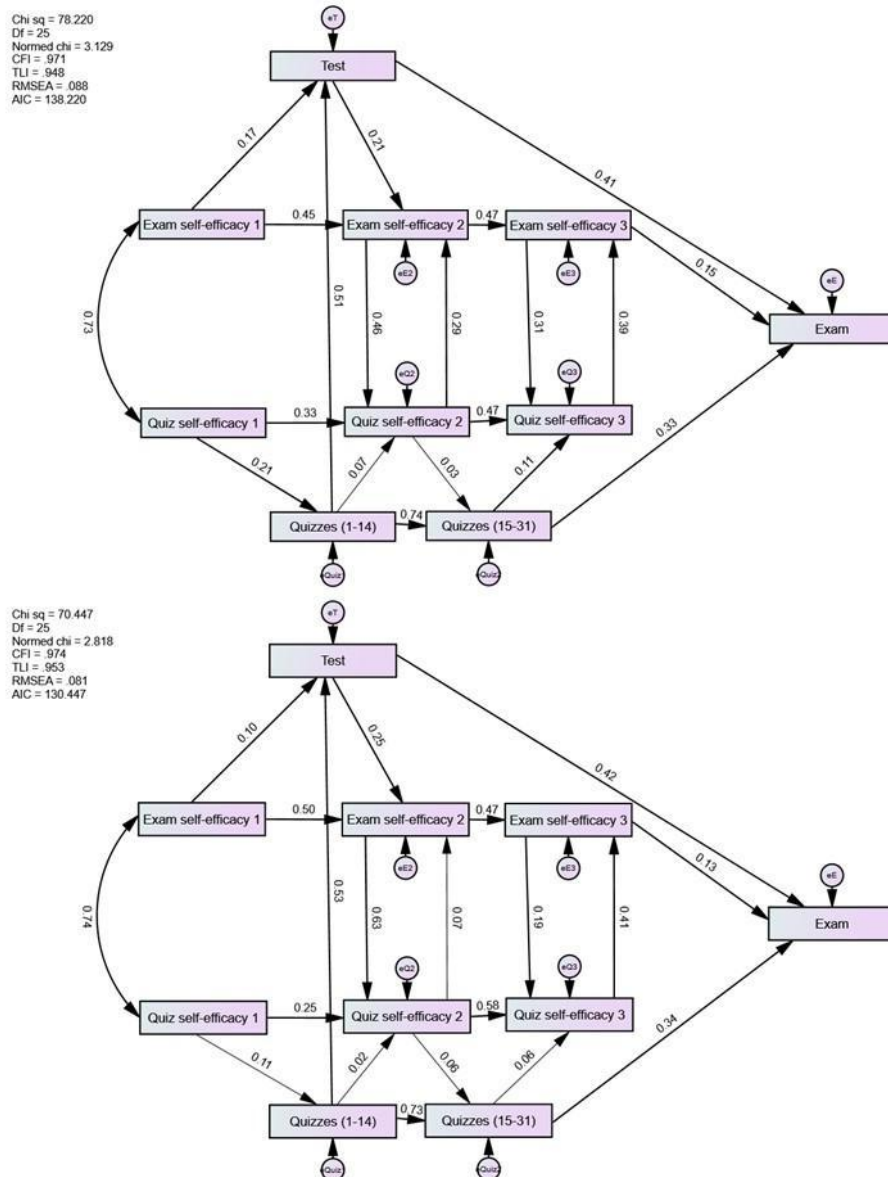 Chi sq = 78.220
Df = 25
Normed chi = 3.129
CFI = .971
TLI = .948
RMSEA = .088
AIC = 138.220
eT
Test
0.17
0.21
0.41
Exam self-efficacy 1
0.45
Exam self-efficacy 2
0.47
Exam self-efficacy 3
eE2
eE3
0.15
eE
0.73
0.51
0.46
0.29
0.31
0.39
Exam
eQ2
eQ3
Quiz self-efficacy 1
0.33
Quiz self-efficacy 2
0.47
Quiz self-efficacy 3
0.21
0.07
0.03
0.11
0.33
Quizzes (1-14)
0.74
Quizzes (15-31)
eQuiz
eQuiz2
Chi sq = 70.447
Df = 25
Normed chi = 2.818
CFI = .974
TLI = .953
RMSEA = .081
AIC = 130.447
eT
Test
0.10
0.25
0.42
Exam self-efficacy 1
0.50
Exam self-efficacy 2
0.47
Exam self-efficacy 3
eE2
eE3
0.13
eE
0.74
0.53
0.63
0.07
0.19
0.41
Exam
eQ2
eQ3
Quiz self-efficacy 1
0.25
Quiz self-efficacy 2
0.58
Quiz self-efficacy 3
0.11
0.02
0.06
0.06
0.34
Quizzes (1-14)
0.73
Quizzes (15-31)
eQuiz
eQuiz2